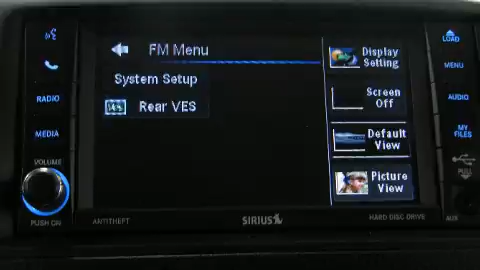 FM Menu
System Setup
Rear VES
Display
Setting
Screen
Off
Default
View
Picture
View
RADIO
MEDIA
VOLUME
PUSH ON
ANTITHEFT
SIRIUS
HARD DISC DRIVE
LOAD
MENU
AUDIO
MY
FILES
PULL
AUX